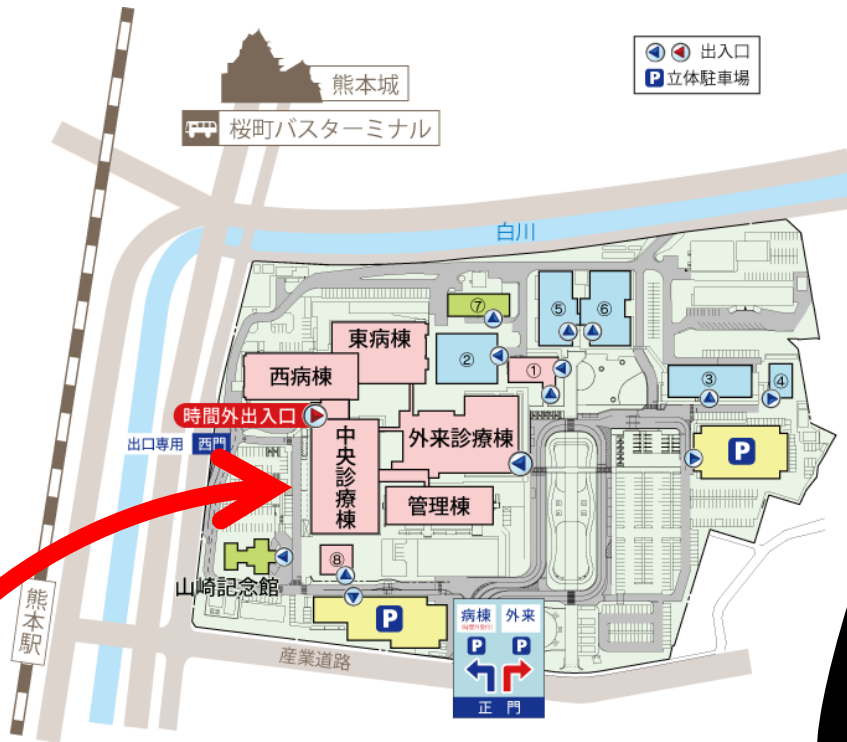 出入口
P 立体駐車場
熊本城
桜町バスターミナル
白川
⑦
⑤
⑥
東病棟
②
①
西病棟
③
④
時間外出入口
外来診療棟
出口専用 西門
中央診療棟
P
管理棟
⑧
山崎記念館
熊本駅
P
病棟 外来
P P
産業道路
正門